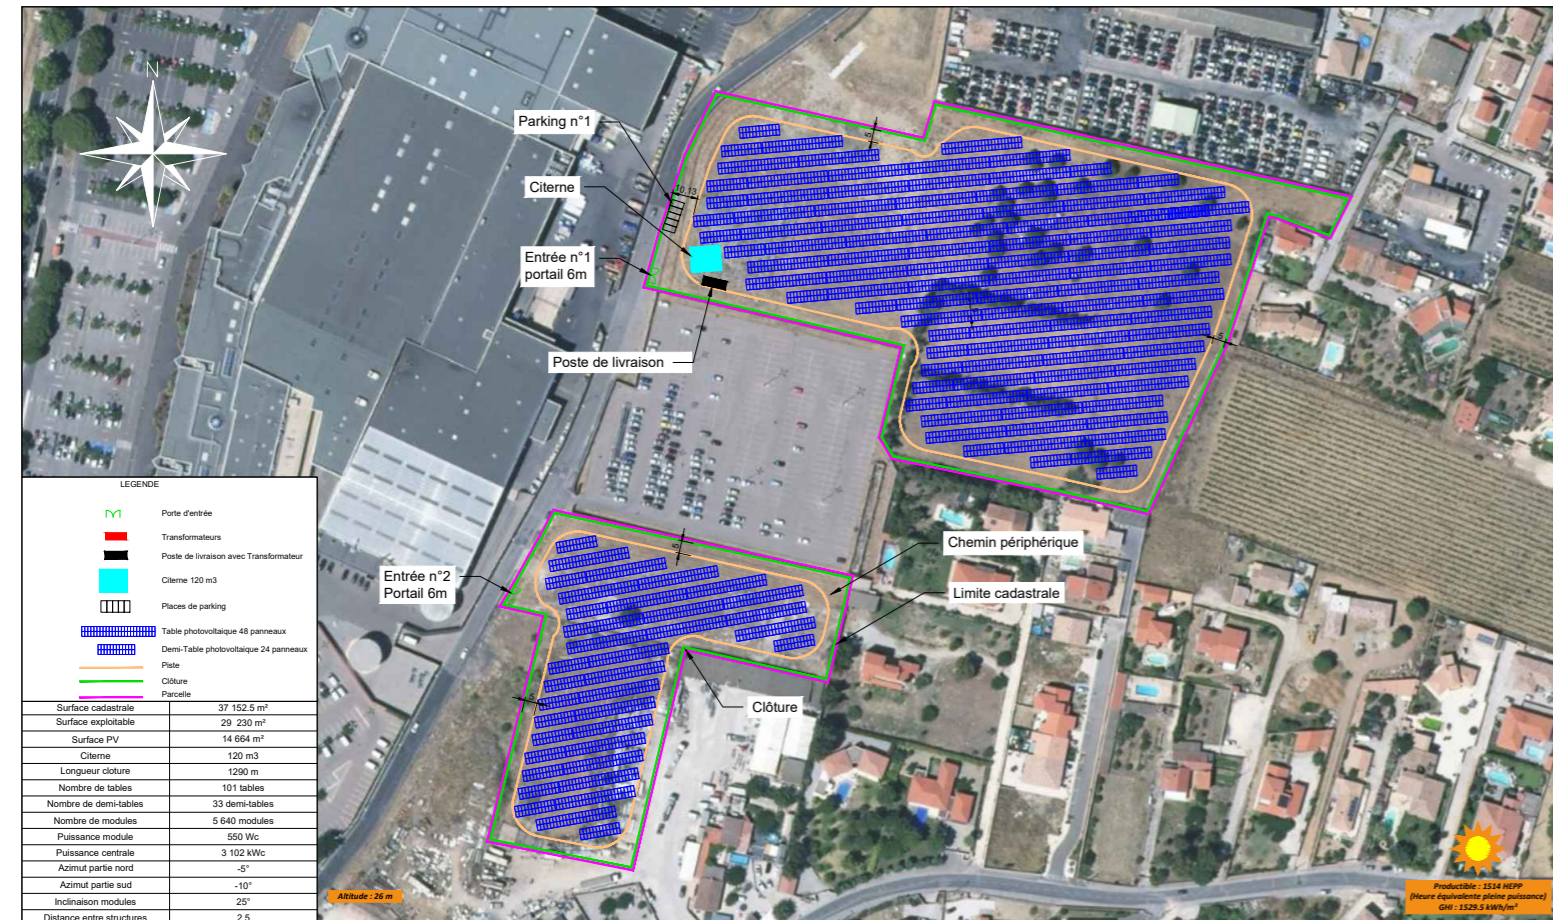 N
Parking n°1
Citerne
10.13
5
Entrée n°1
portail 6m
5
Poste de livraison
LEGENDE
Porte d'entrée
Transformateurs
Poste de livraison avec Transformateur
Citerne 120 m3
Places de parking
Table photovoltaique 48 panneaux
Demi-Table photovoltaique 24 panneaux
Piste
Clôture
Parcelle
5
Chemin périphérique
Entrée n°2
Portail 6m
Limite cadastrale
5
Clôture
Surface cadastrale 37 152.5 m²
Surface exploitable 29 230 m²
Surface PV 14 664 m²
Citerne 120 m3
Longueur cloture 1290 m
Nombre de tables 101 tables
Nombre de demi-tables 33 demi-tables
Nombre de modules 5 640 modules
Puissance module 550 Wc
Puissance centrale 3 102 kWc
Azimut partie nord -5°
Azimut partie sud -10°
Inclinaison modules 25°
Distance entre structures 2.5
Altitude : 26 m
Productible : 1514 HEPP
(Heure équivalente pleine puissance)
GHI : 1529.5 kWh/m²